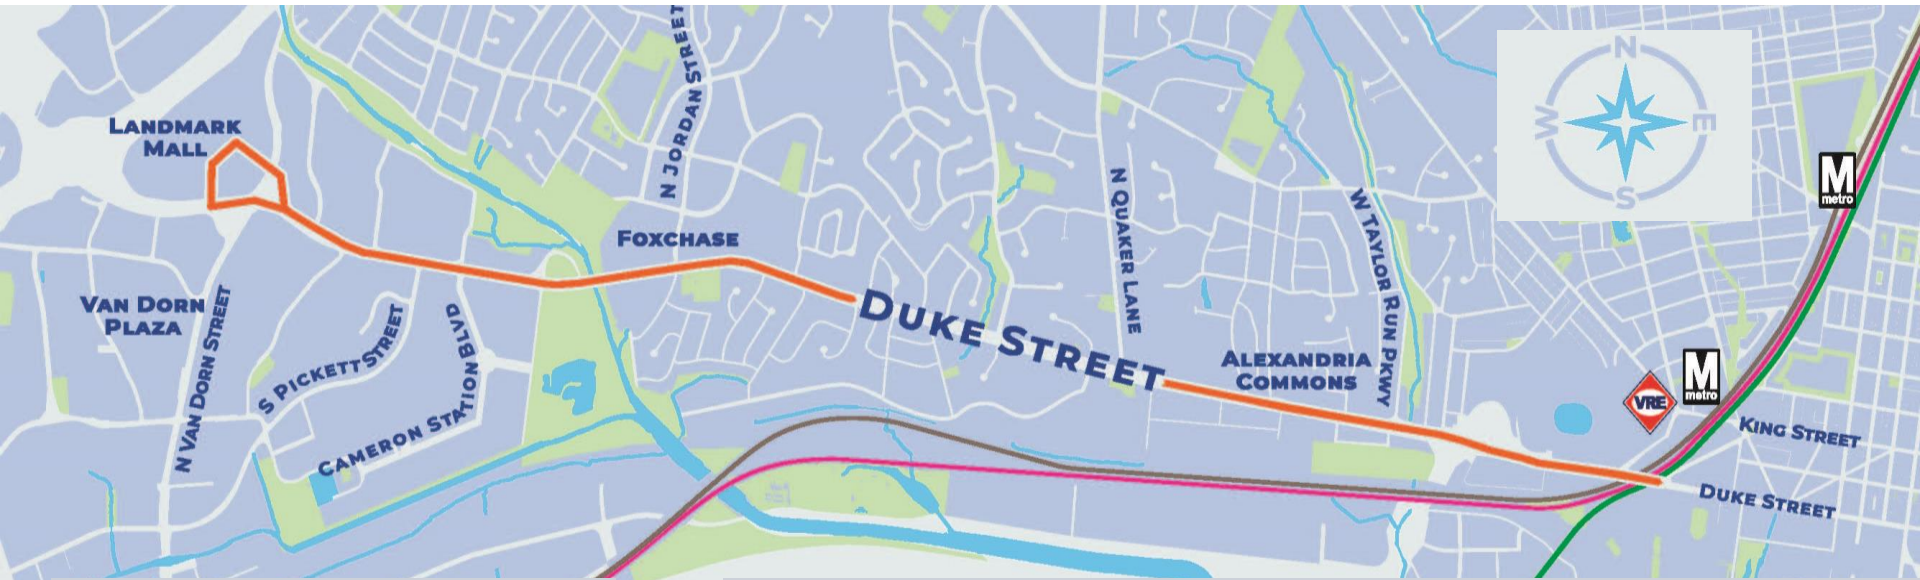 LANDMARK
MALL
N JORDAN STREET
N
W
E
S
M
metro
FOXCHASE
N QUAKER LANE
W TAYLOR RUN PKWY
VAN DORN
PLAZA
N VAN DORN STREET
S PICKETT STREET
CAMERON STATION BLVD
DUKE STREET
ALEXANDRIA
COMMONS
VRE
M
metro
KING STREET
DUKE STREET